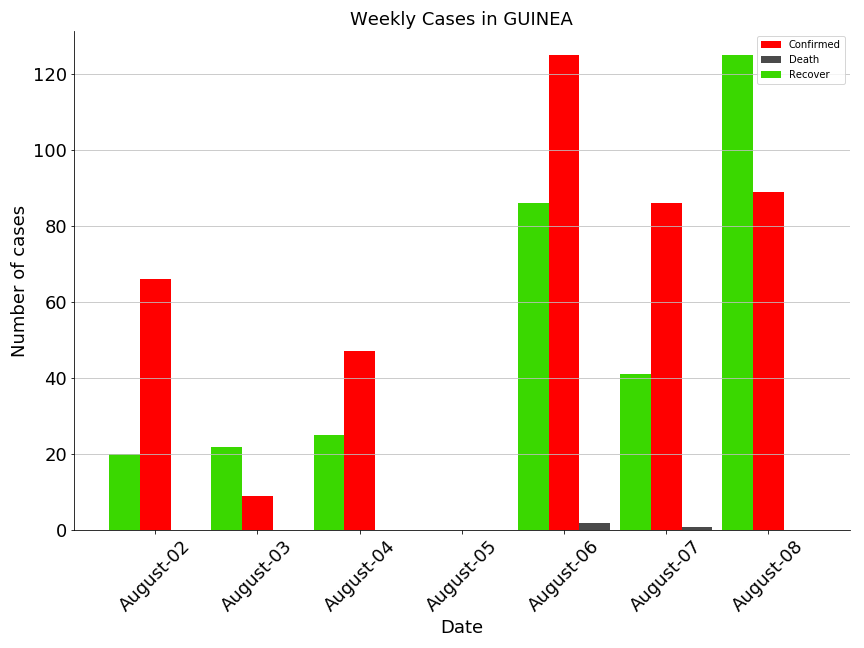 Weekly Cases in GUINEA
Confirmed
Death
Recover
Number of cases
120
100
80
60
40
20
0
August-02
August-03
August-04
August-05
August-06
August-07
August-08
Date